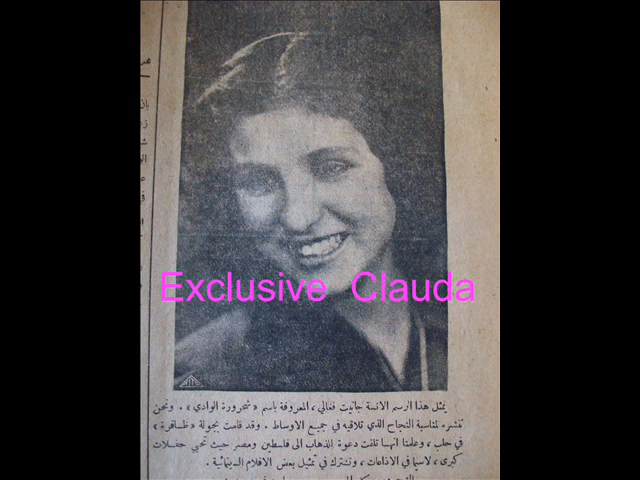 Exclusive Clauda
يمثل هذا الرسم الانسة جانيت فغالي ، المعروفة باسم « شحرورة الوادي » . ونحن
ننشره لمناسبة النجاح الذي تلاقيه في جميع الاوساط . وقد قامت بجولة « ظافرة »
في حلب ، وعلمنا انها تلقت دعوة الذهاب الى فلسطين ومصر حيث تحيي حفلات
كبرى ، لاسيما في الاذاعات ، وتشترك في تمثيل بعض الافلام السينمائية .